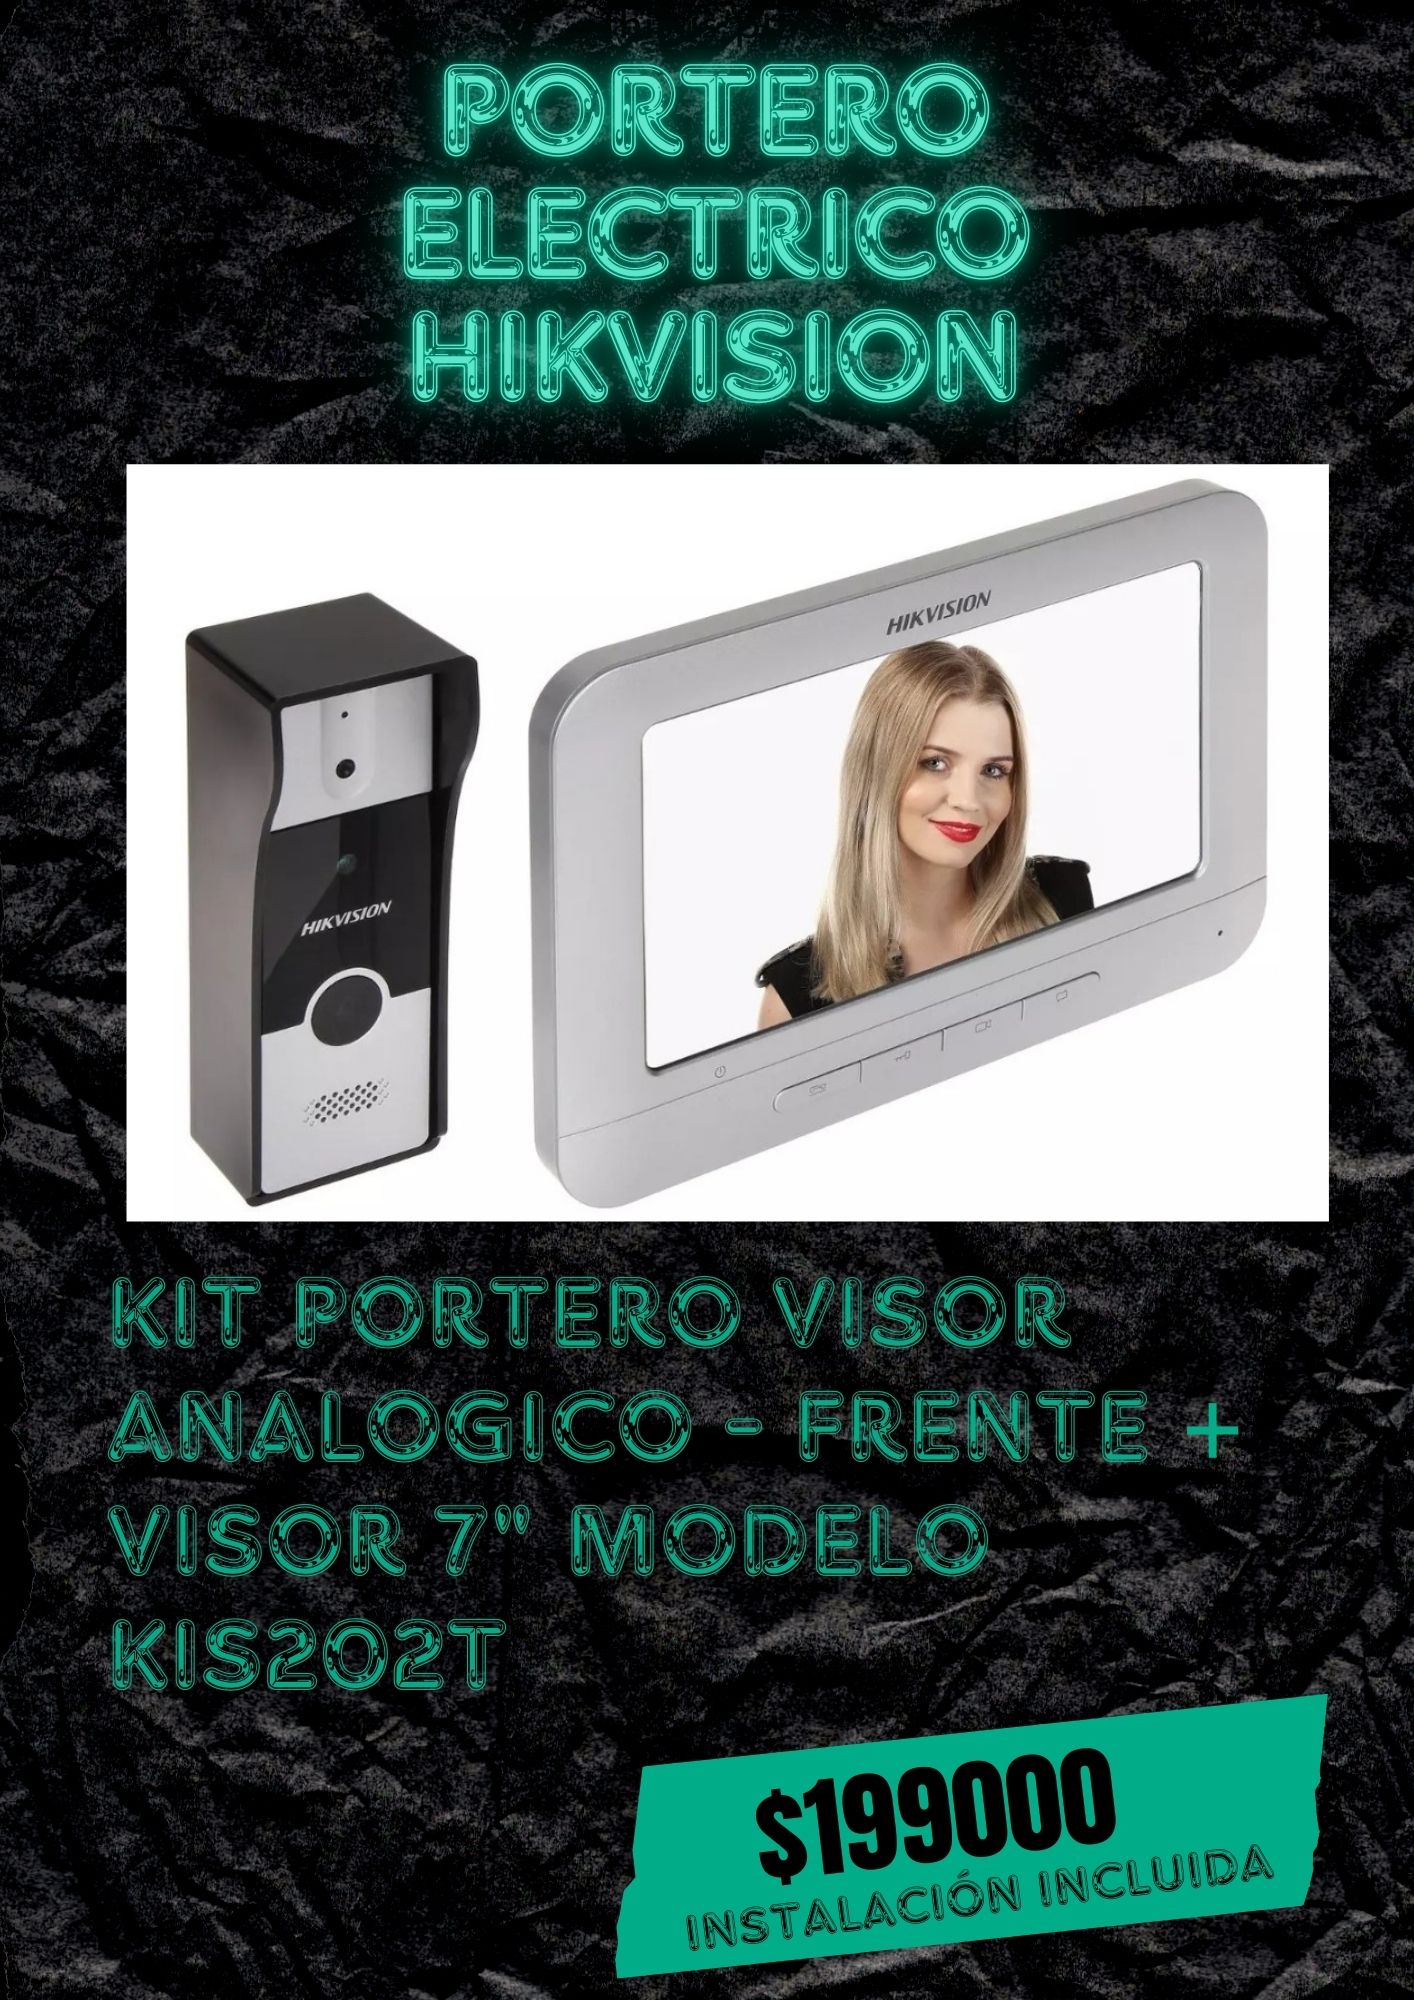 PORTERO
ELECTRICO
HIKVISION
HIKVISION
HIKVISION
KIT PORTERO VISOR
ANALOGICO - FRENTE +
VISOR 7" MODELO
KIS202T
$199000
INSTALACIÓN INCLUIDA